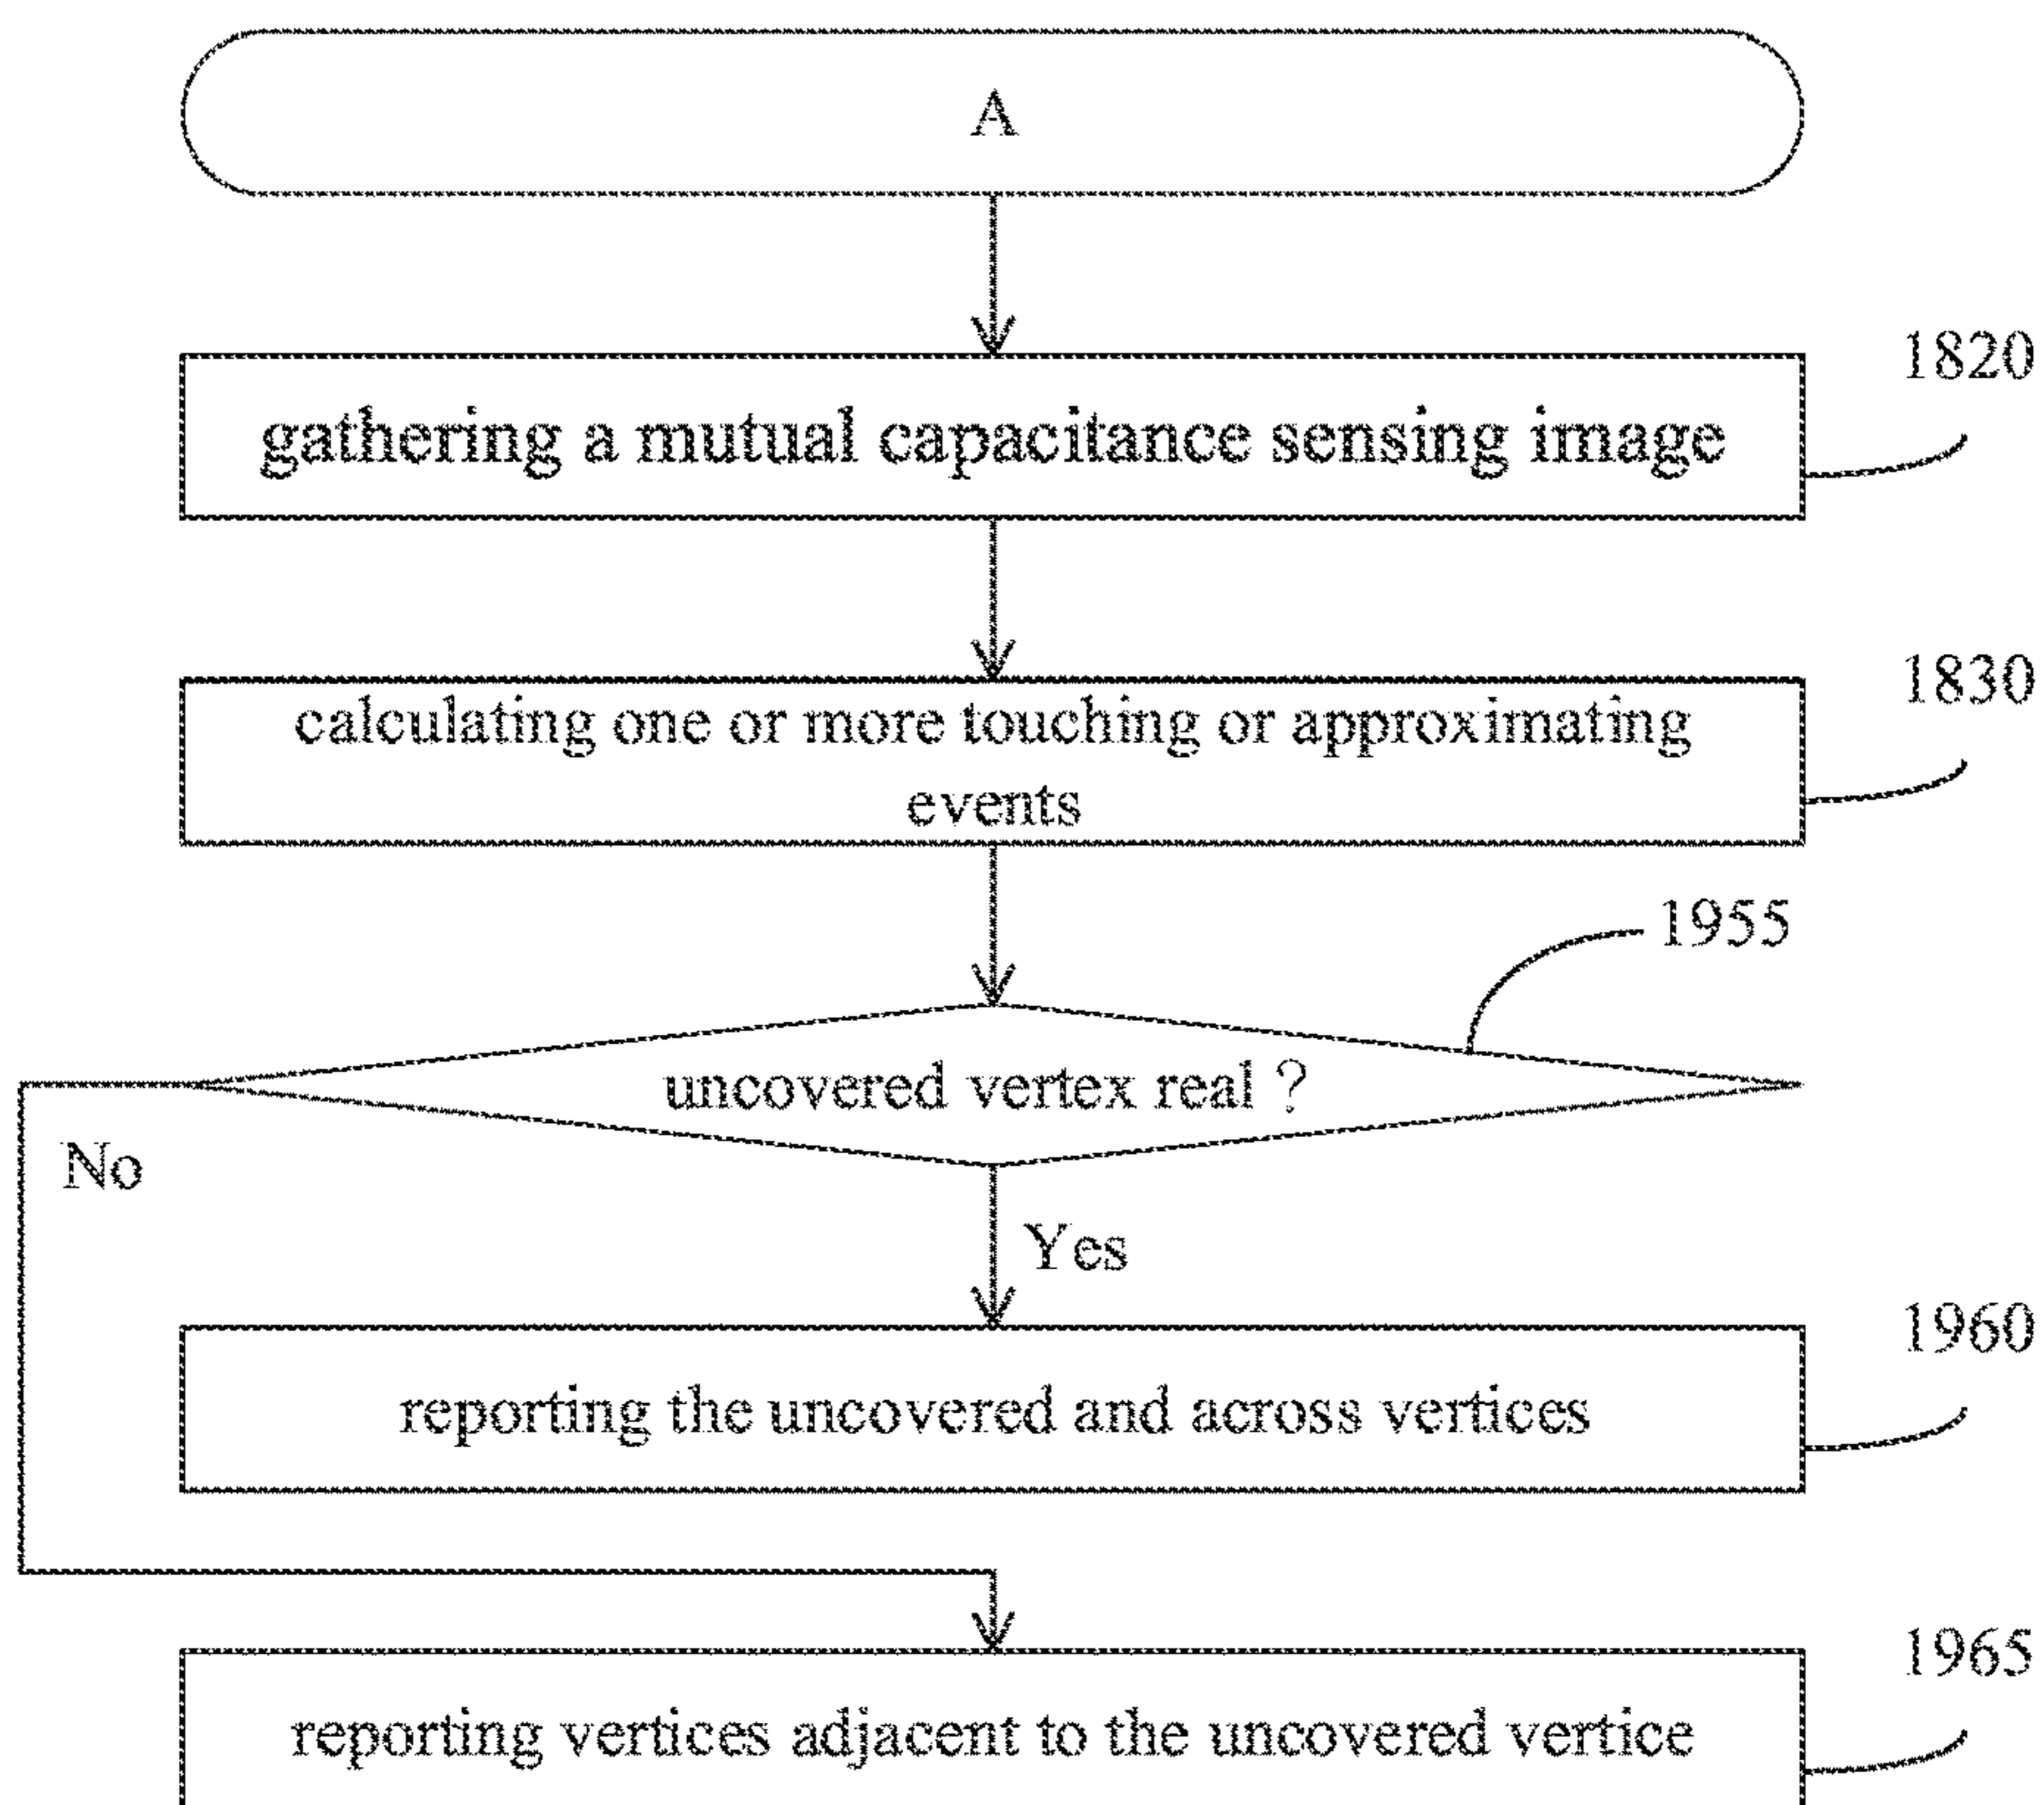 A
1820
gathering a mutual capacitance sensing image
1830
calculating one or more touching or approximating
events
1955
uncovered vertex real ?
No
Yes
1960
reporting the uncovered and across vertices
1965
reporting vertices adjacent to the uncovered vertice